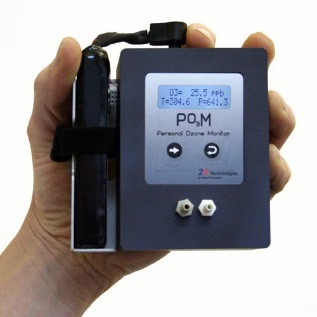 O3= 25.5 ppb
T=304.6 P=641.3
PO₃M
Personal Ozone Monitor
2B Technologies